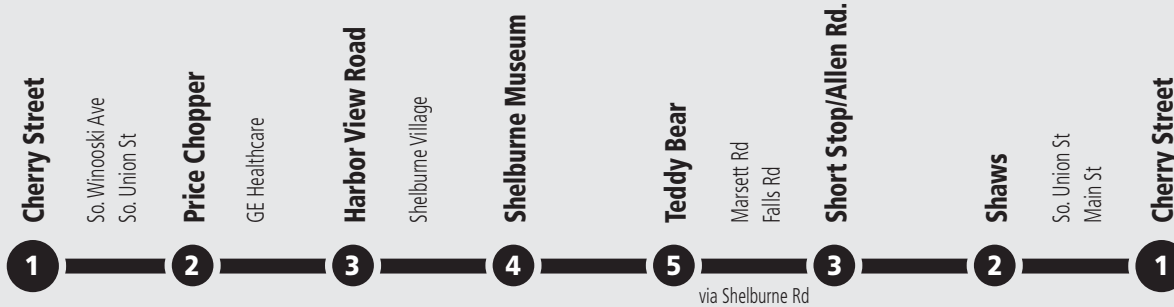 Cherry Street
So. Winooski Ave
So. Union St
Price Chopper
GE Healthcare
Harbor View Road
Shelburne Village
Shelburne Museum
Teddy Bear
Marsett Rd
Falls Rd
Short Stop/Allen Rd.
Shaws
So. Union St
Main St
Cherry Street
1
2
3
4
5
3
2
1
via Shelburne Rd